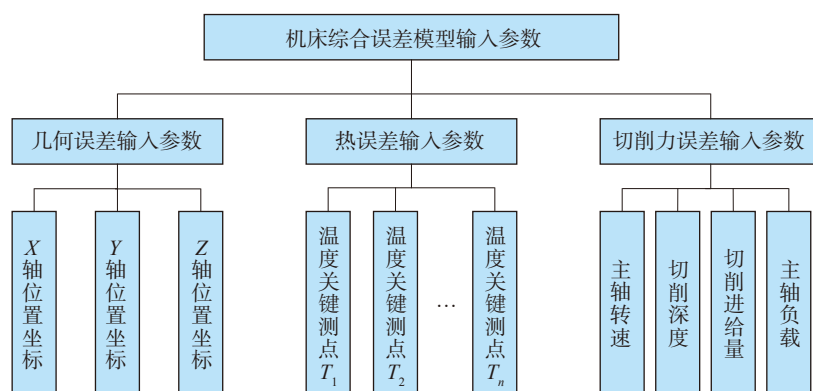 机床综合误差模型输入参数
几何误差输入参数
热误差输入参数
切削力误差输入参数
X轴位置坐标
Y轴位置坐标
Z轴位置坐标
温度关键测点T1
温度关键测点T2
…
温度关键测点Tn
主轴转速
切削深度
切削进给量
主轴负载